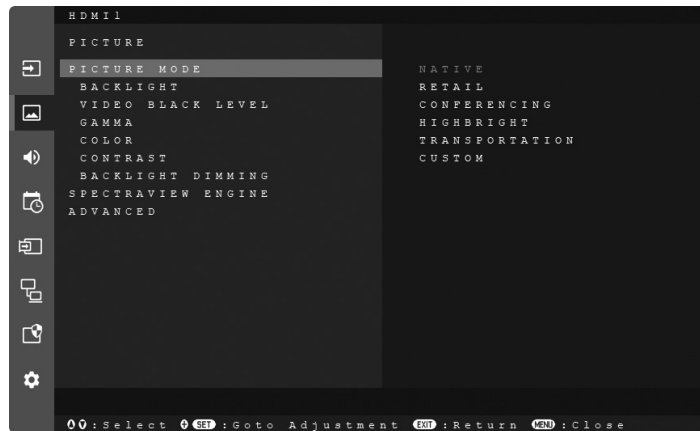 HDMI1
PICTURE
PICTURE MODE
BACKLIGHT
VIDEO BLACK LEVEL
GAMMA
COLOR
CONTRAST
BACKLIGHT DIMMING
SPECTRAVIEW ENGINE
ADVANCED
NATIVE
RETAIL
CONFERENCING
HIGHBRIGHT
TRANSPORTATION
CUSTOM
:Select SET:Goto Adjustment EXIT:Return MENU:Close